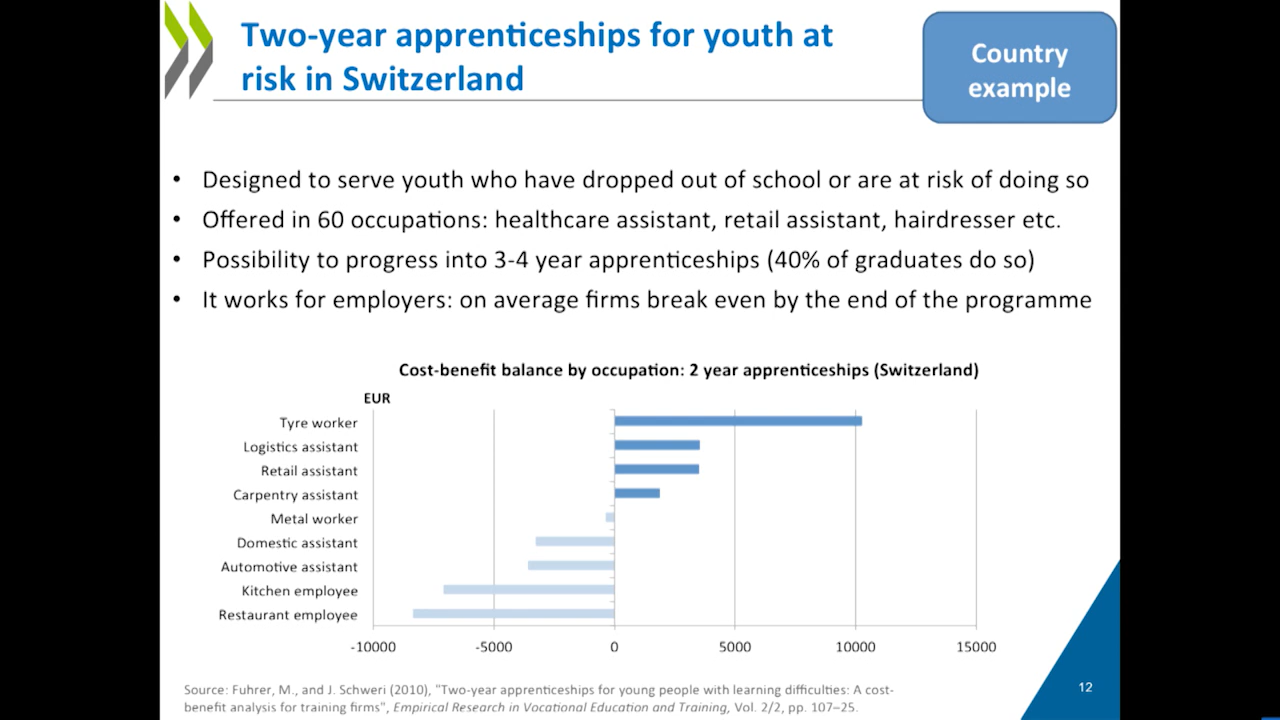 Two-year apprenticeships for youth at
risk in Switzerland
Country
example
• Designed to serve youth who have dropped out of school or are at risk of doing so
• Offered in 60 occupations: healthcare assistant, retail assistant, hairdresser etc.
• Possibility to progress into 3-4 year apprenticeships (40% of graduates do so)
• It works for employers: on average firms break even by the end of the programme
Cost-benefit balance by occupation: 2 year apprenticeships (Switzerland)
EUR
Tyre worker
Logistics assistant
Retail assistant
Carpentry assistant
Metal worker
Domestic assistant
Automotive assistant
Kitchen employee
Restaurant employee
-10000 -5000 0 5000 10000 15000
Source: Fuhrer, M., and J. Schweri (2010), "Two-year apprenticeships for young people with learning difficulties: A cost-
benefit analysis for training firms", Empirical Research in Vocational Education and Training, Vol. 2/2, pp. 107–25.
12